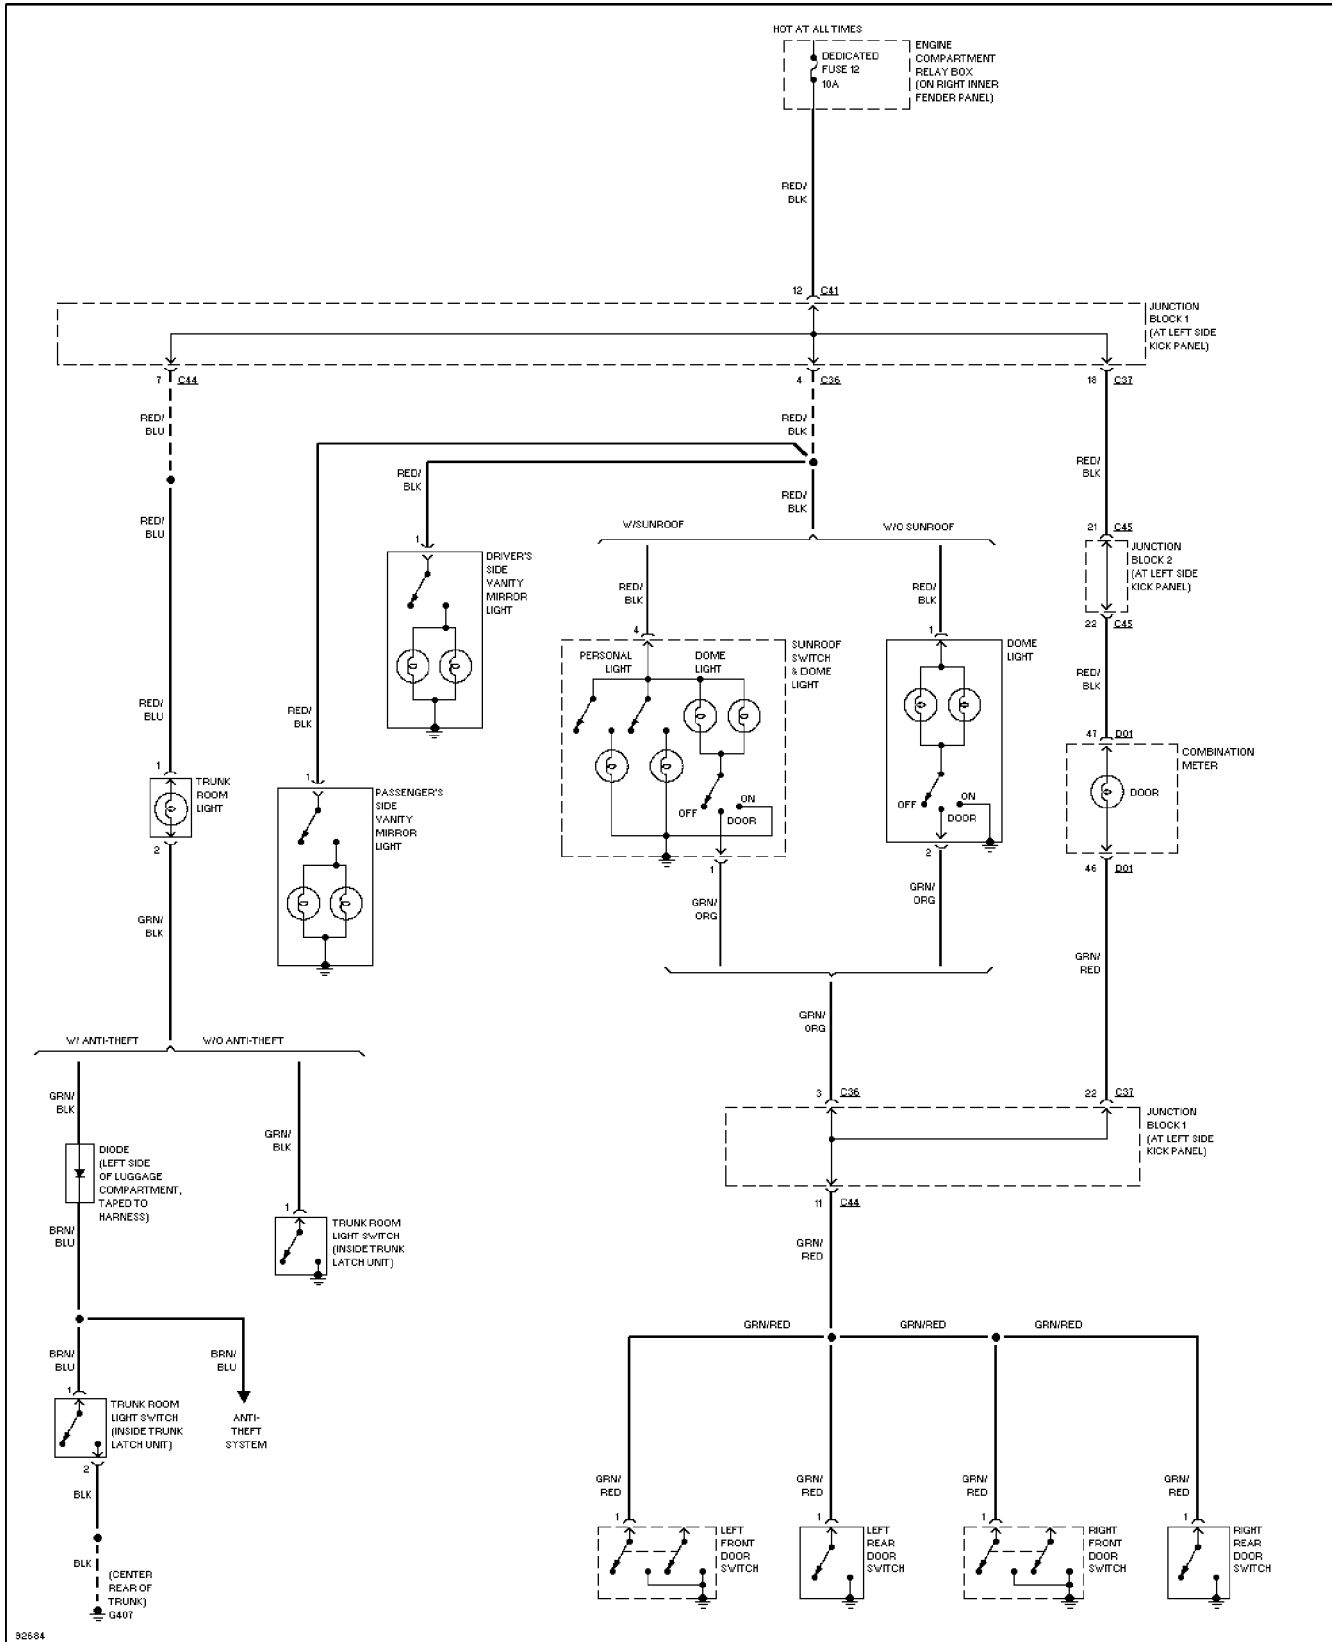 HOT AT ALL TIMES
DEDICATED
FUSE 12
10A
ENGINE
COMPARTMENT
RELAY BOX
(ON RIGHT INNER
FENDER PANEL)
RED/
BLK
12 C41
JUNCTION
BLOCK 1
(AT LEFT SIDE
KICK PANEL)
7 C44
4 C36
18 C37
RED/
BLU
RED/
BLK
RED/
BLK
RED/
BLK
RED/
BLK
RED/
BLU
W/SUNROOF
W/O SUNROOF
21 C45
JUNCTION
BLOCK 2
(AT LEFT SIDE
KICK PANEL)
22 C45
1
DRIVER'S
SIDE
VANITY
MIRROR
LIGHT
RED/
BLK
RED/
BLK
4
1
PERSONAL
LIGHT
DOME
LIGHT
SUNROOF
SWITCH
& DOME
LIGHT
DOME
LIGHT
RED/
BLK
RED/
BLU
RED/
BLK
47 D01
COMBINATION
METER
DOOR
46 D01
1
TRUNK
ROOM
LIGHT
2
1
PASSENGER'S
SIDE
VANITY
MIRROR
LIGHT
OFF
ON
DOOR
OFF
ON
DOOR
1
2
GRN/
ORG
GRN/
ORG
GRN/
BLK
GRN/
RED
GRN/
ORG
W/ ANTI-THEFT
W/O ANTI-THEFT
GRN/
BLK
3 C36
22 C37
JUNCTION
BLOCK 1
(AT LEFT SIDE
KICK PANEL)
GRN/
BLK
DIODE
(LEFT SIDE
OF LUGGAGE
COMPARTMENT,
TAPED TO
HARNESS)
11 C44
1
TRUNK ROOM
LIGHT SWITCH
(INSIDE TRUNK
LATCH UNIT)
BRN/
BLU
GRN/
RED
GRN/RED
GRN/RED
GRN/RED
BRN/
BLU
BRN/
BLU
1
TRUNK ROOM
LIGHT SWITCH
(INSIDE TRUNK
LATCH UNIT)
ANTI-
THEFT
SYSTEM
2
BLK
GRN/
RED
GRN/
RED
GRN/
RED
GRN/
RED
1
LEFT
FRONT
DOOR
SWITCH
1
LEFT
REAR
DOOR
SWITCH
1
RIGHT
FRONT
DOOR
SWITCH
1
RIGHT
REAR
DOOR
SWITCH
BLK
(CENTER
REAR OF
TRUNK)
G407
92684